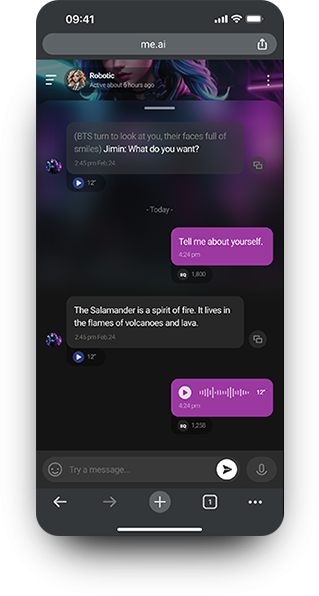 09:41
me.ai
Robotic
Active about 6 hours ago
(BTS turn to look at you, their faces full of
smiles) Jimin: What do you want?
2:45 pm Feb.24
12"
- Today -
Tell me about yourself.
4:24 pm
1,800
The Salamander is a spirit of fire. It lives in
the flames of volcanoes and lava.
2:45 pm Feb.24
12"
12"
4:24 pm
1,258
Try a message...
1